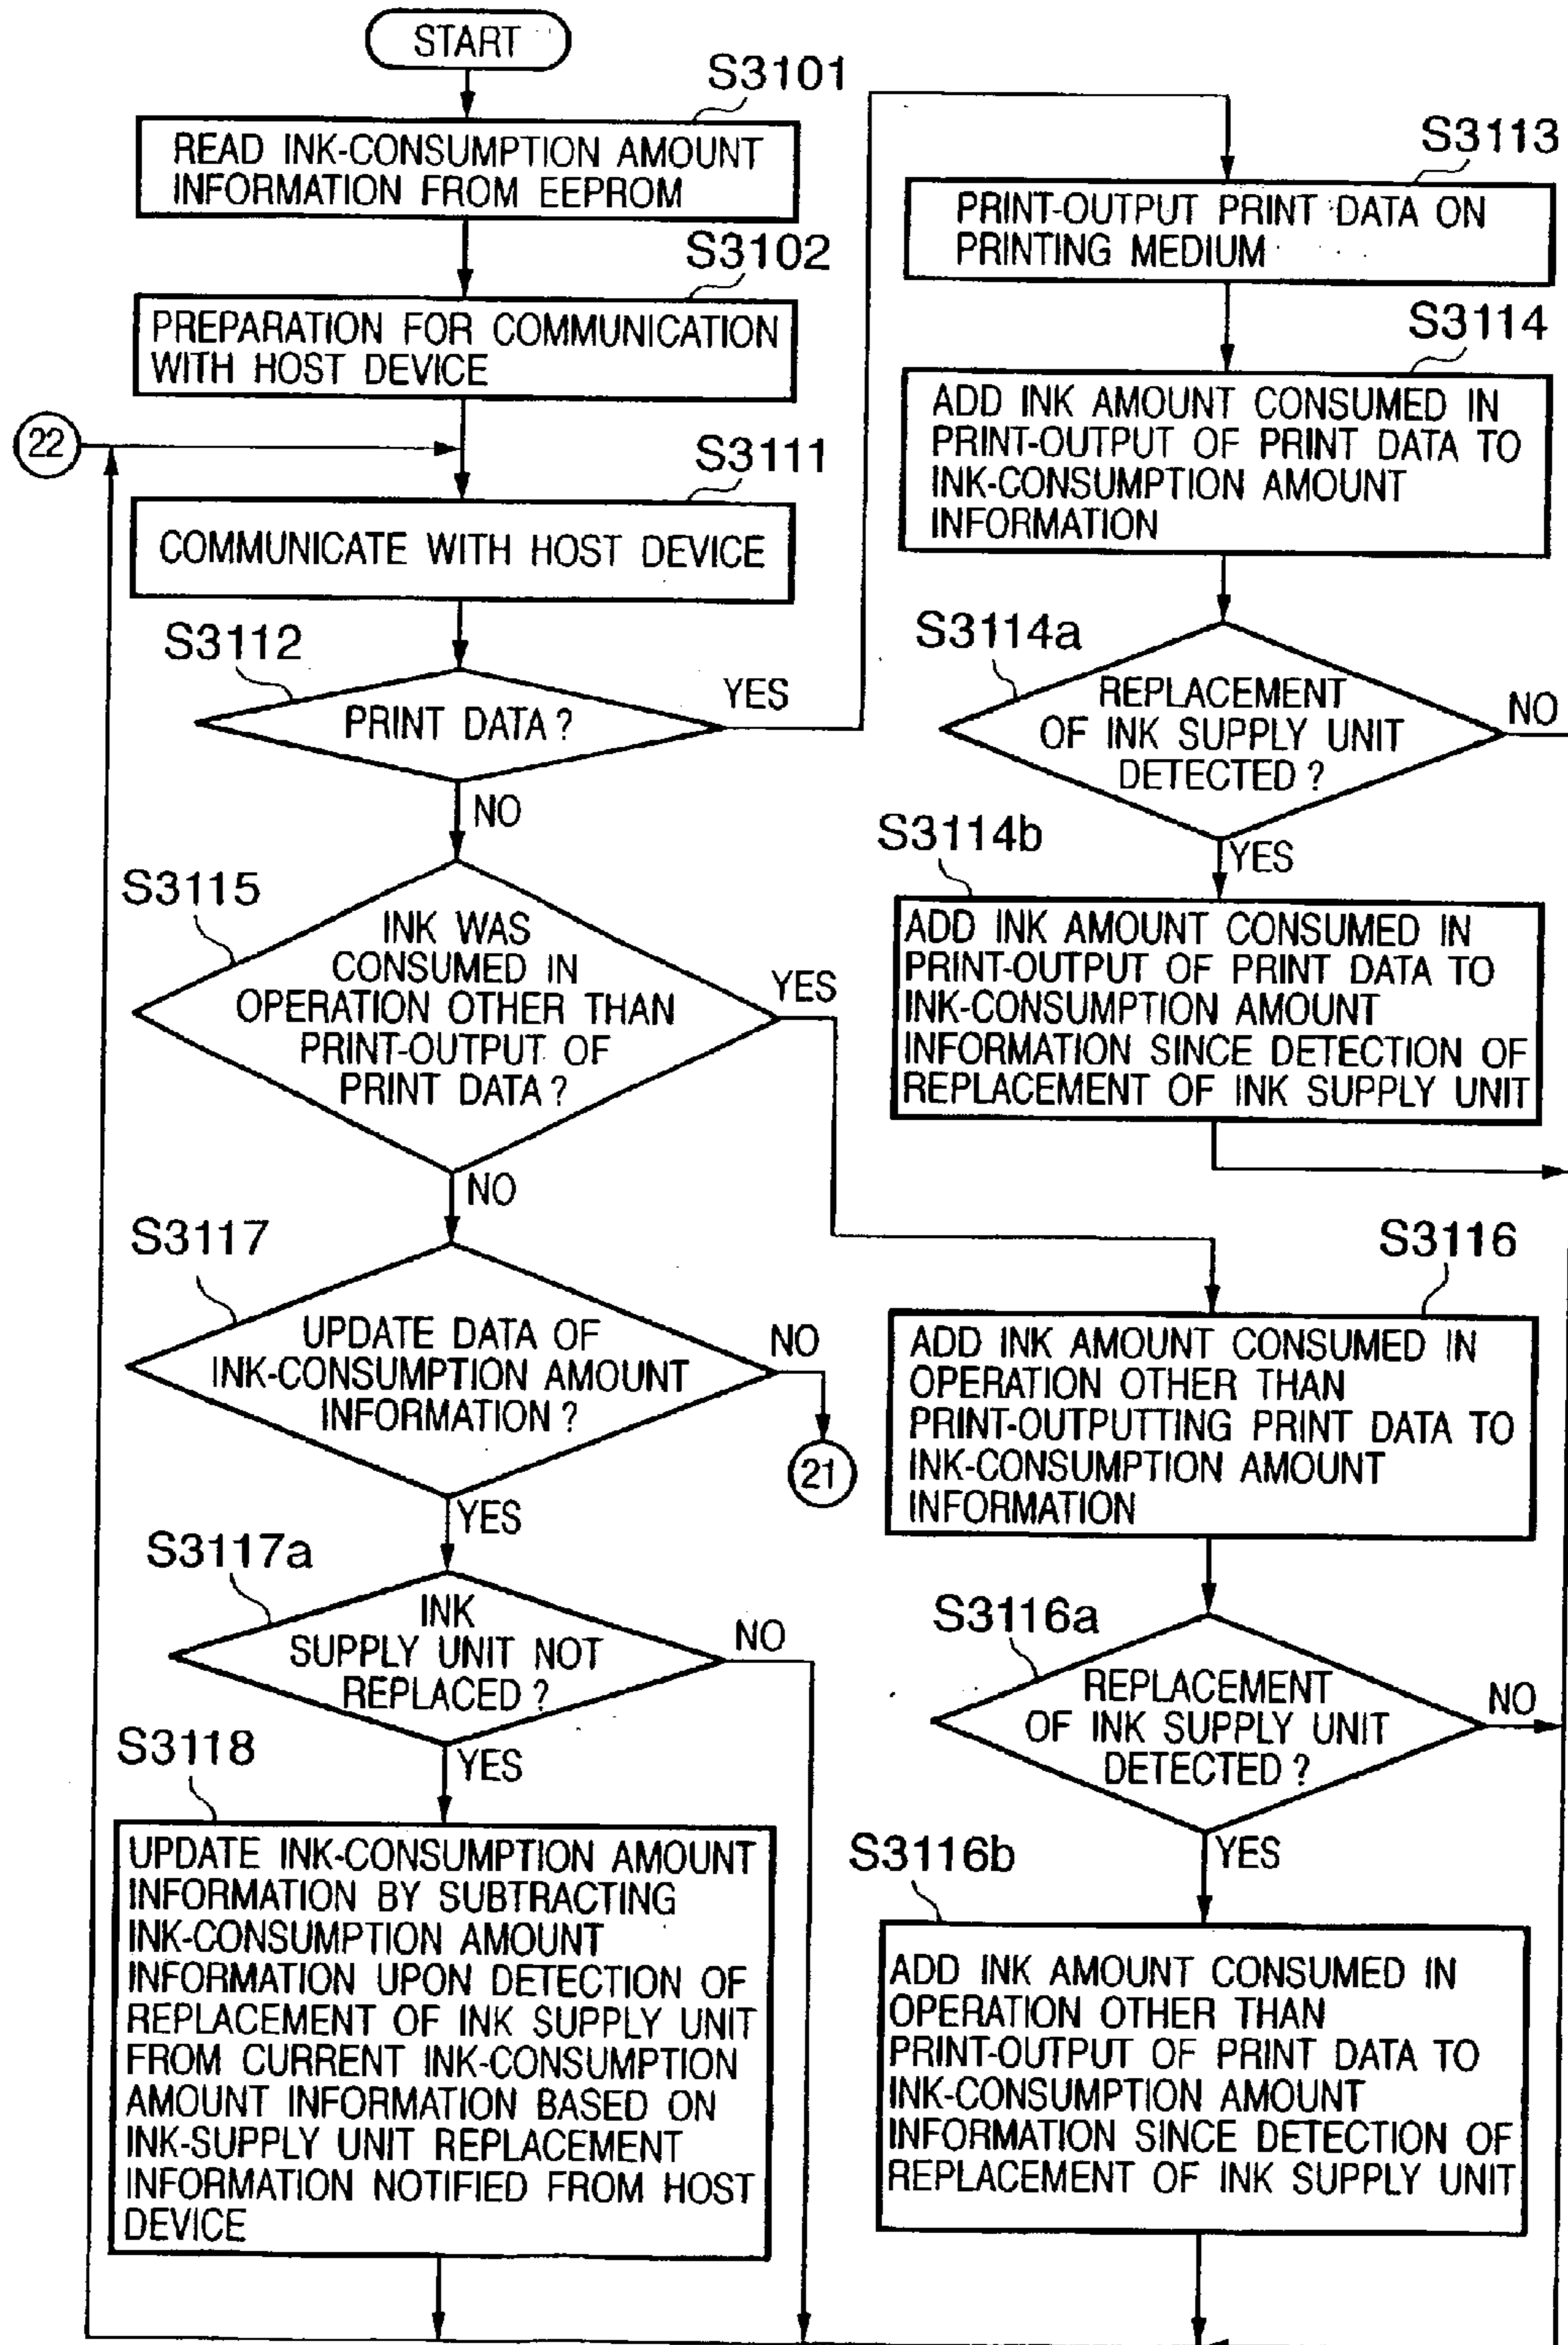 START
S3101
READ INK-CONSUMPTION AMOUNT
INFORMATION FROM EEPROM
S3102
PREPARATION FOR COMMUNICATION
WITH HOST DEVICE
22
S3111
COMMUNICATE WITH HOST DEVICE
S3112
PRINT DATA?
YES
NO
S3115
INK WAS
CONSUMED IN
OPERATION OTHER THAN
PRINT-OUTPUT OF
PRINT DATA?
YES
NO
S3117
UPDATE DATA OF
INK-CONSUMPTION AMOUNT
INFORMATION?
NO
21
YES
S3117a
INK
SUPPLY UNIT NOT
REPLACED?
NO
YES
S3118
UPDATE INK-CONSUMPTION AMOUNT
INFORMATION BY SUBTRACTING
INK-CONSUMPTION AMOUNT
INFORMATION UPON DETECTION OF
REPLACEMENT OF INK SUPPLY UNIT
FROM CURRENT INK-CONSUMPTION
AMOUNT INFORMATION BASED ON
INK-SUPPLY UNIT REPLACEMENT
INFORMATION NOTIFIED FROM HOST
DEVICE
S3113
PRINT-OUTPUT PRINT DATA ON
PRINTING MEDIUM
S3114
ADD INK AMOUNT CONSUMED IN
PRINT-OUTPUT OF PRINT DATA TO
INK-CONSUMPTION AMOUNT
INFORMATION
S3114a
REPLACEMENT
OF INK SUPPLY UNIT
DETECTED?
NO
YES
S3114b
ADD INK AMOUNT CONSUMED IN
PRINT-OUTPUT OF PRINT DATA TO
INK-CONSUMPTION AMOUNT
INFORMATION SINCE DETECTION OF
REPLACEMENT OF INK SUPPLY UNIT
S3116
ADD INK AMOUNT CONSUMED IN
OPERATION OTHER THAN
PRINT-OUTPUTTING PRINT DATA TO
INK-CONSUMPTION AMOUNT
INFORMATION
S3116a
REPLACEMENT
OF INK SUPPLY UNIT
DETECTED?
NO
YES
S3116b
ADD INK AMOUNT CONSUMED IN
OPERATION OTHER THAN
PRINT-OUTPUT OF PRINT DATA TO
INK-CONSUMPTION AMOUNT
INFORMATION SINCE DETECTION OF
REPLACEMENT OF INK SUPPLY UNIT